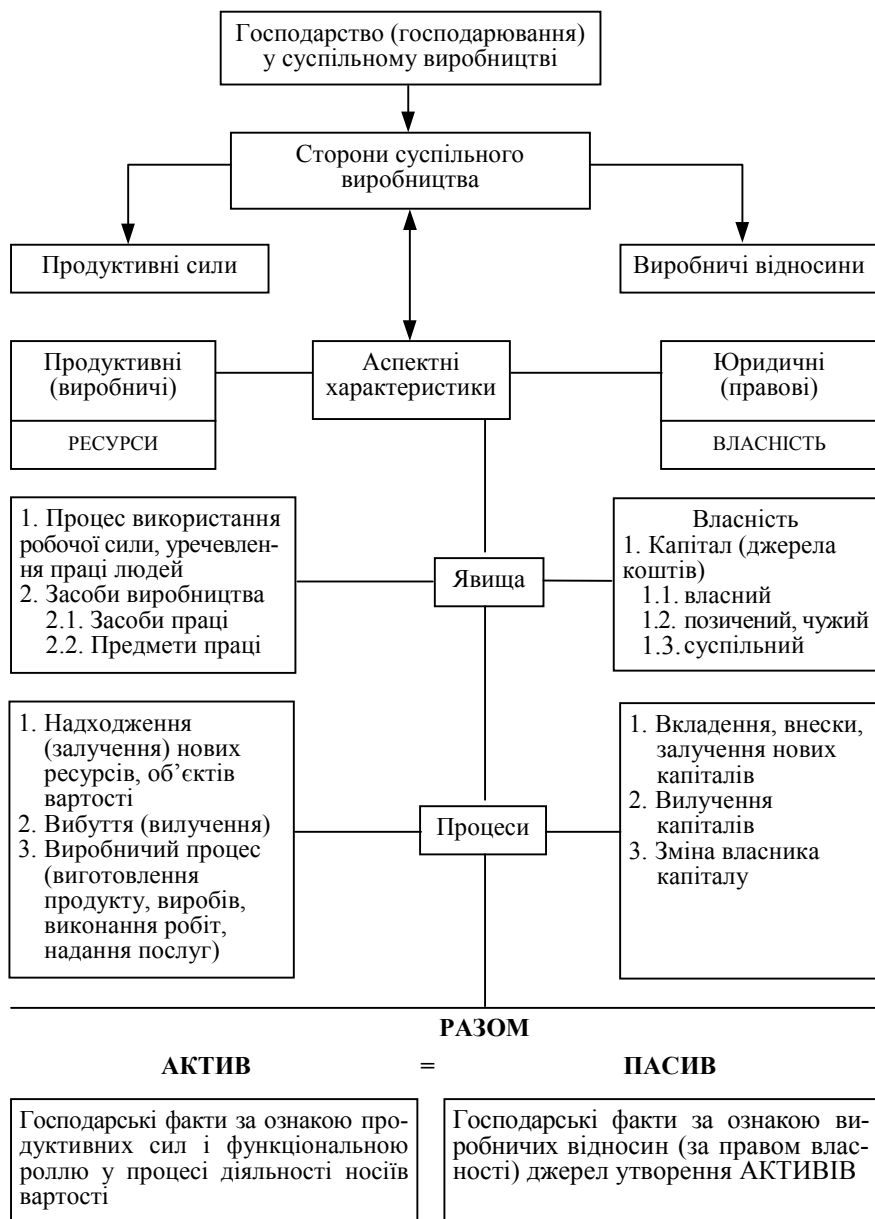 Господарство (господарювання)
у суспільному виробництві
Сторони суспільного
виробництва
Продуктивні сили
Виробничі відносини
Продуктивні
(виробничі)
РЕСУРСИ
Аспектні
характеристики
Юридичні
(правові)
ВЛАСНІСТЬ
1. Процес використання
робочої сили, уречевлен-
ня праці людей
2. Засоби виробництва
2.1. Засоби праці
2.2. Предмети праці
Явища
Власність
1. Капітал (джерела
коштів)
1.1. власний
1.2. позичений, чужий
1.3. суспільний
1. Надходження
(залучення) нових
ресурсів, об’єктів
вартості
2. Вибуття (вилучення)
3. Виробничий процес
(виготовлення
продукту, виробів,
виконання робіт,
надання послуг)
Процеси
1. Вкладення, внески,
залучення нових
капіталів
2. Вилучення
капіталів
3. Зміна власника
капіталу
РАЗОМ
АКТИВ = ПАСИВ
Господарські факти за ознакою про-
дуктивних сил і функціональною
роллю у процесі діяльності носіїв
вартості
Господарські факти за ознакою ви-
робничих відносин (за правом влас-
ності) джерел утворення АКТИВІВ